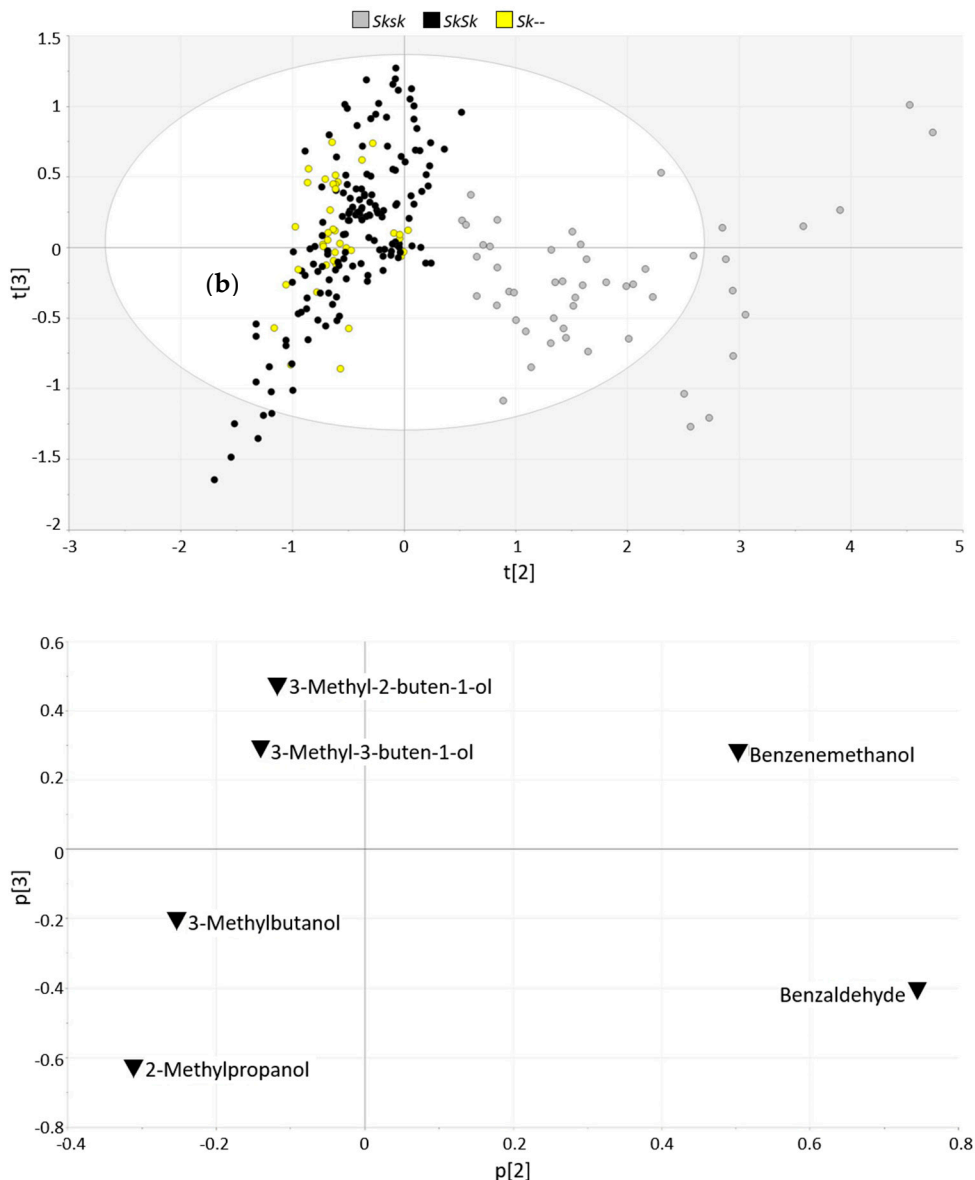 Sksk SkSk Sk--
1.5
1
0.5
0
-0.5
-1
-1.5
-2
t[3]
(b)
-3 -2 -1 0 1 2 3 4 5
t[2]
0.6
0.4
0.2
0
-0.2
-0.4
-0.6
-0.8
p[3]
3-Methyl-2-buten-1-ol
3-Methyl-3-buten-1-ol
Benzenemethanol
3-Methylbutanol
Benzaldehyde
2-Methylpropanol
-0.4 -0.2 0 0.2 0.4 0.6 0.8
p[2]